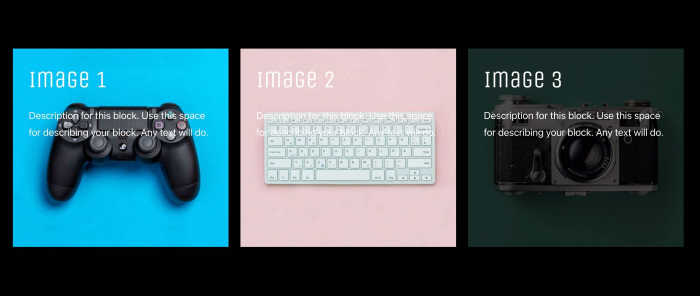 Image 1
Description for this block. Use this space
for describing your block. Any text will do.
Image 2
Description for this block. Use this space
for describing your block. Any text will do.
Image 3
Description for this block. Use this space
for describing your block. Any text will do.